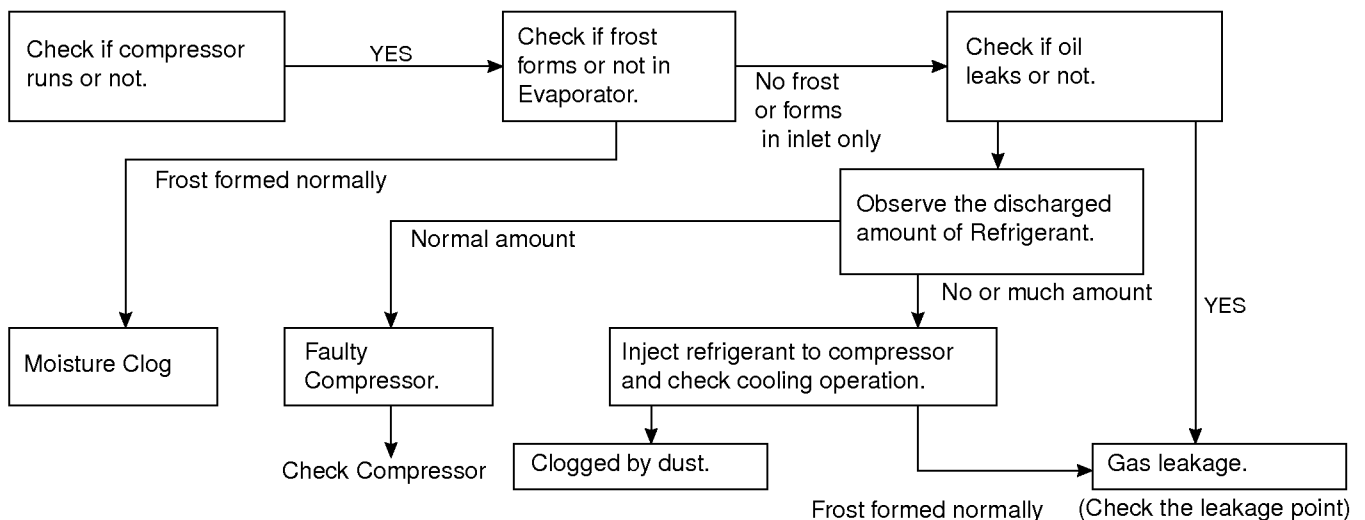 Check if compressor
runs or not.
YES
Check if frost
forms or not in
Evaporator.
No frost
or forms
in inlet only
Check if oil
leaks or not.
Frost formed normally
Observe the discharged
amount of Refrigerant.
Normal amount
No or much amount
YES
Moisture Clog
Faulty
Compressor.
Inject refrigerant to compressor
and check cooling operation.
Check Compressor
Clogged by dust.
Gas leakage.
Frost formed normally
(Check the leakage point)